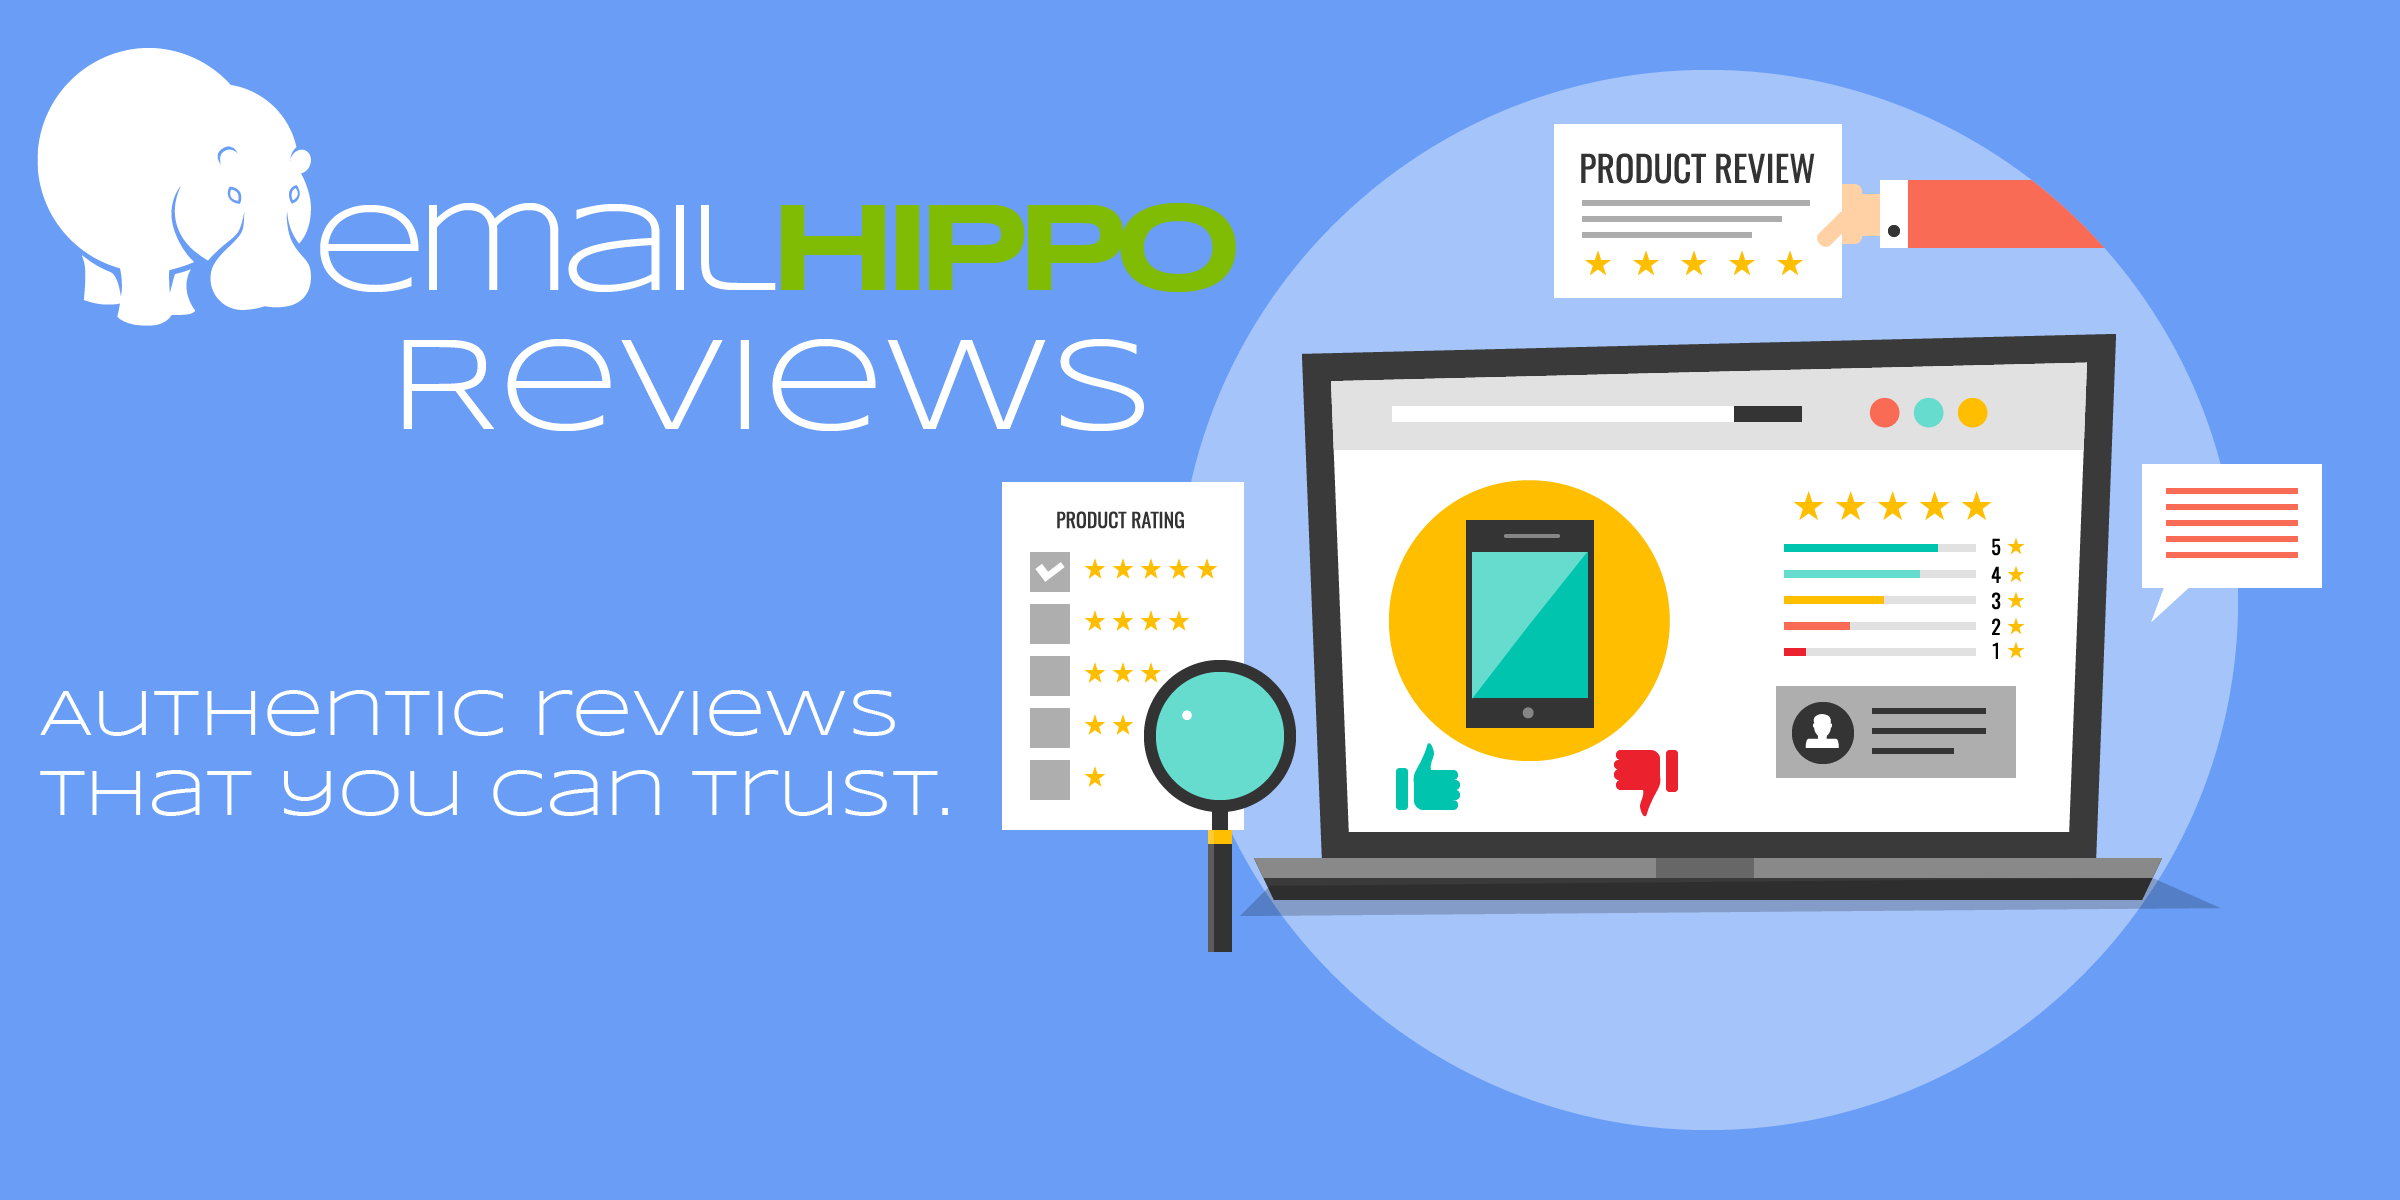 emailHIPPO
Reviews
Authentic reviews
that you can trust.
PRODUCT REVIEW
PRODUCT RATING
5
4
3
2
1